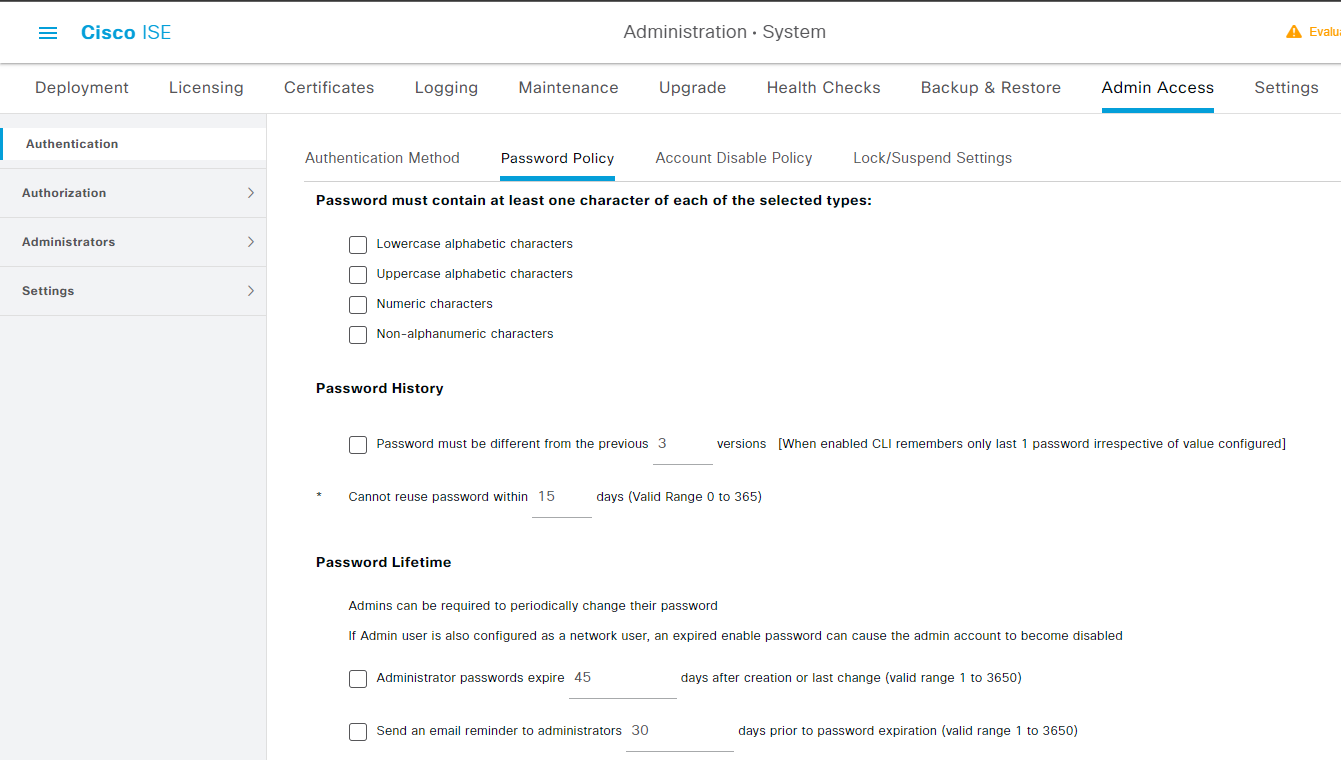 Cisco ISE
Administration · System
Deployment Licensing Certificates Logging Maintenance Upgrade Health Checks Backup & Restore Admin Access Settings
Authentication
Authorization
Administrators
Settings
Authentication Method Password Policy Account Disable Policy Lock/Suspend Settings
Password must contain at least one character of each of the selected types:
Lowercase alphabetic characters
Uppercase alphabetic characters
Numeric characters
Non-alphanumeric characters
Password History
Password must be different from the previous 3 versions [When enabled CLI remembers only last 1 password irrespective of value configured]
* Cannot reuse password within 15 days (Valid Range 0 to 365)
Password Lifetime
Admins can be required to periodically change their password
If Admin user is also configured as a network user, an expired enable password can cause the admin account to become disabled
Administrator passwords expire 45 days after creation or last change (valid range 1 to 3650)
Send an email reminder to administrators 30 days prior to password expiration (valid range 1 to 3650)